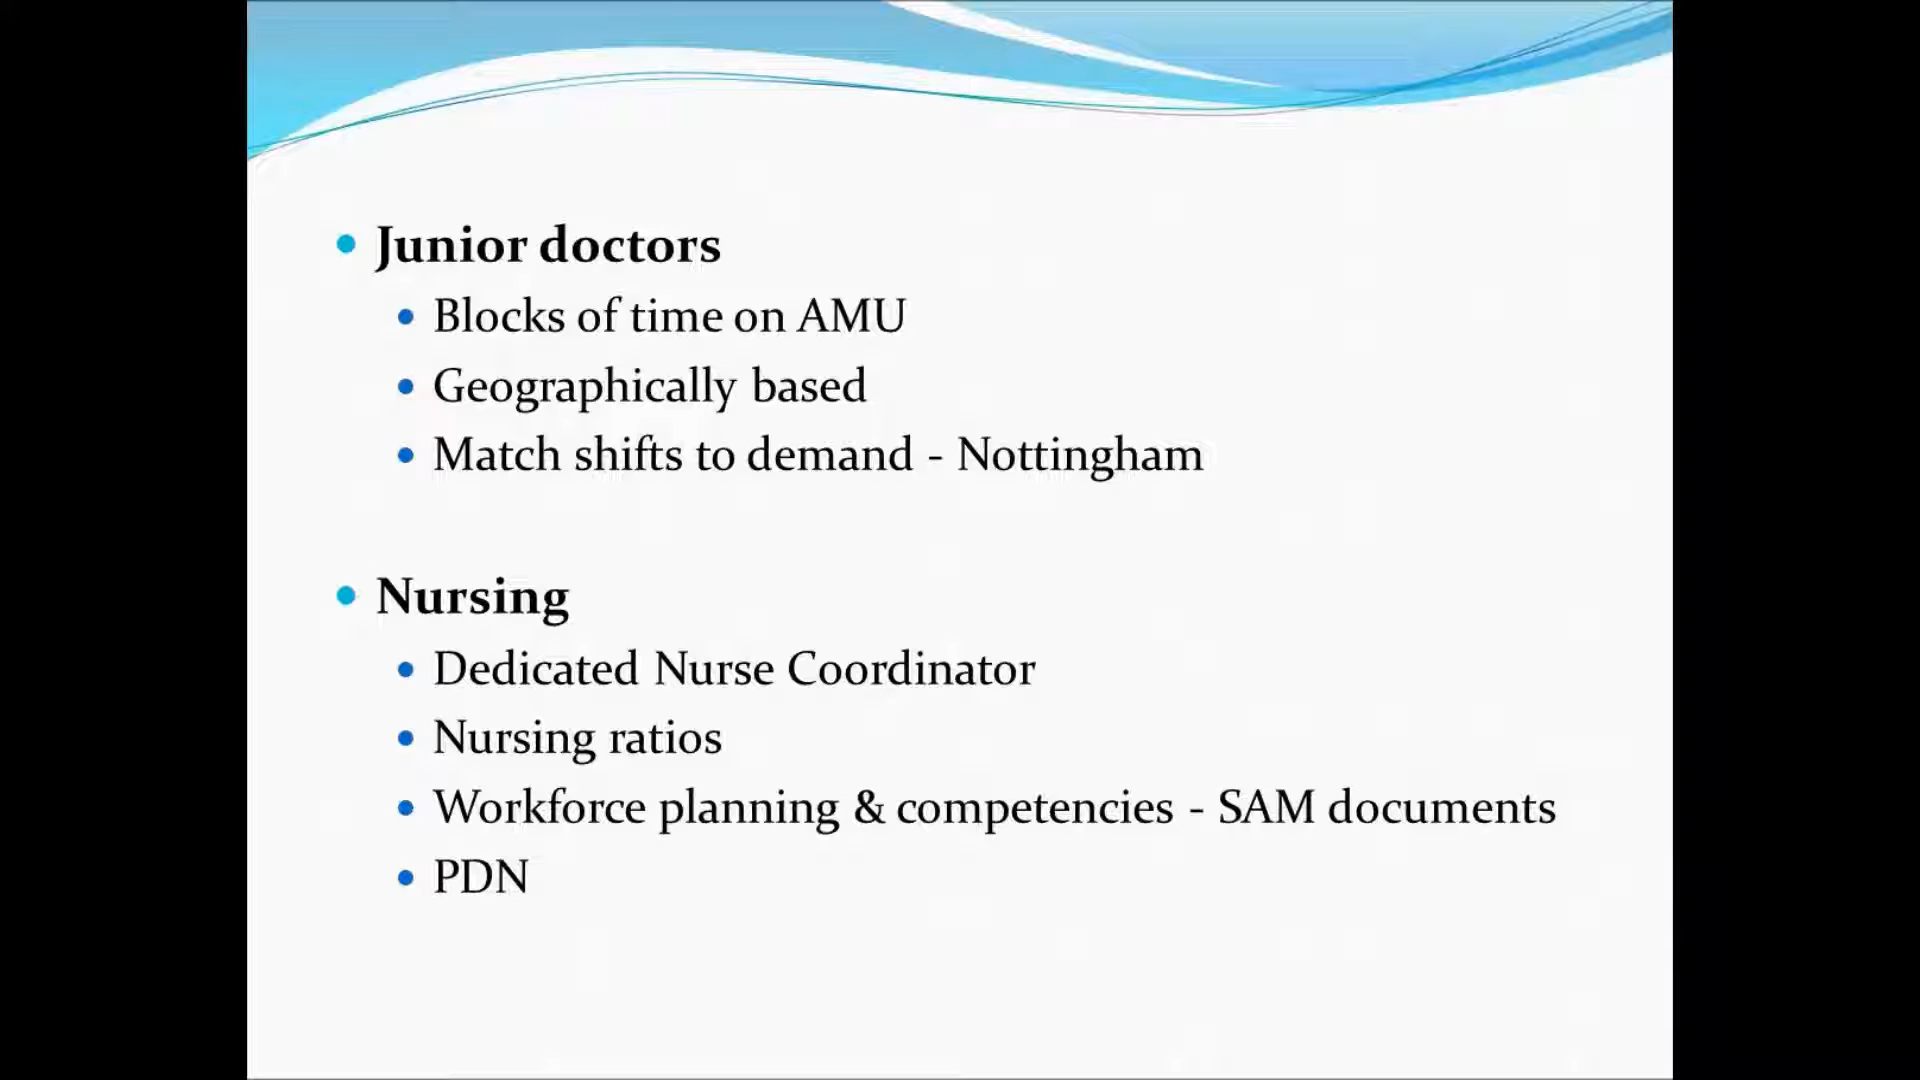 Junior doctors
Blocks of time on AMU
Geographically based
Match shifts to demand - Nottingham
Nursing
Dedicated Nurse Coordinator
Nursing ratios
Workforce planning & competencies - SAM documents
PDN